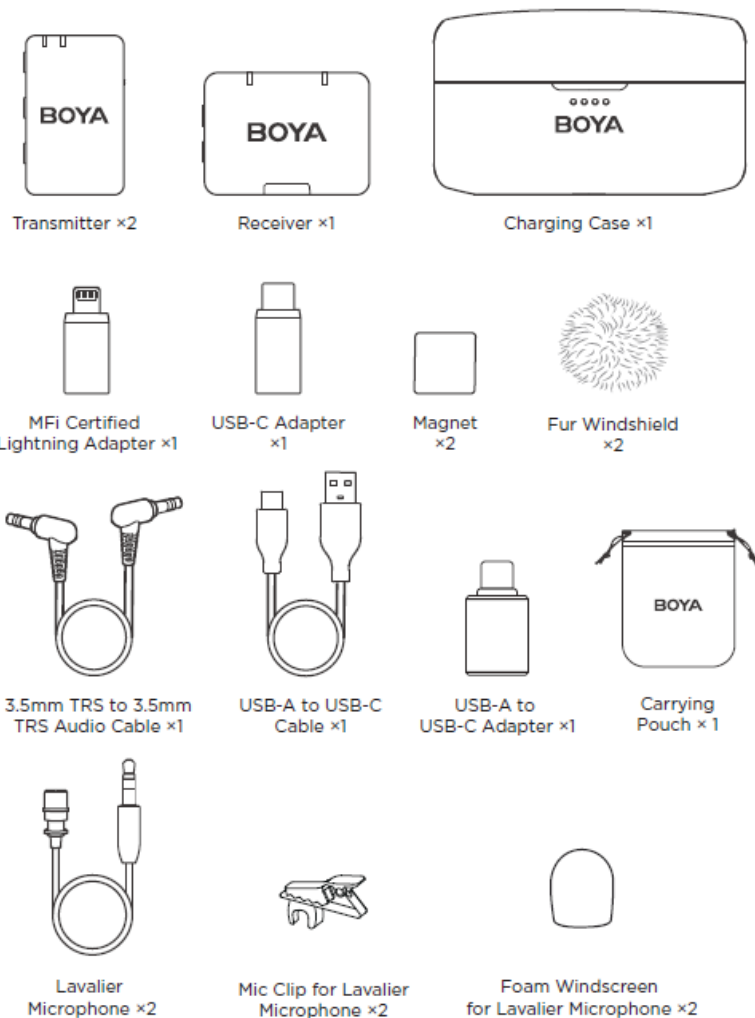 BOYA
BOYA
BOYA
Transmitter ×2
Receiver ×1
Charging Case ×1
MFi Certified
Lightning Adapter ×1
USB-C Adapter
×1
Magnet
×2
Fur Windshield
×2
BOYA
3.5mm TRS to 3.5mm
TRS Audio Cable ×1
USB-A to USB-C
Cable ×1
USB-A to
USB-C Adapter ×1
Carrying
Pouch × 1
Lavalier
Microphone ×2
Mic Clip for Lavalier
Microphone ×2
Foam Windscreen
for Lavalier Microphone ×2